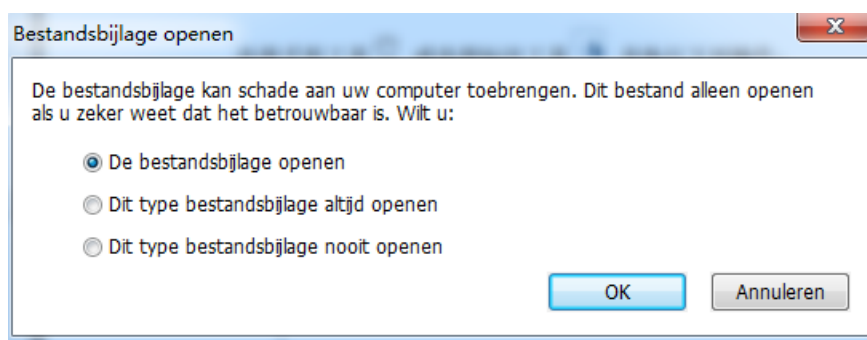 Bestandsbijlage openen
De bestandsbijlage kan schade aan uw computer toebrengen. Dit bestand alleen openen
als u zeker weet dat het betrouwbaar is. Wilt u:
De bestandsbijlage openen
Dit type bestandsbijlage altijd openen
Dit type bestandsbijlage nooit openen
OK Annuleren